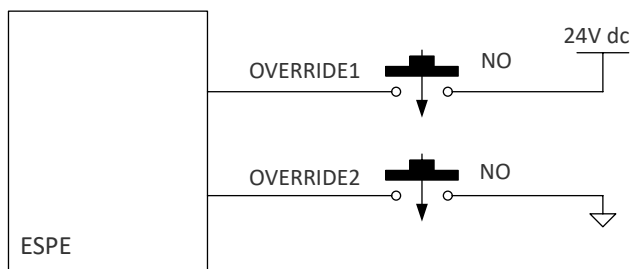 24V dc
OVERRIDE1
NO
OVERRIDE2
NO
ESPE